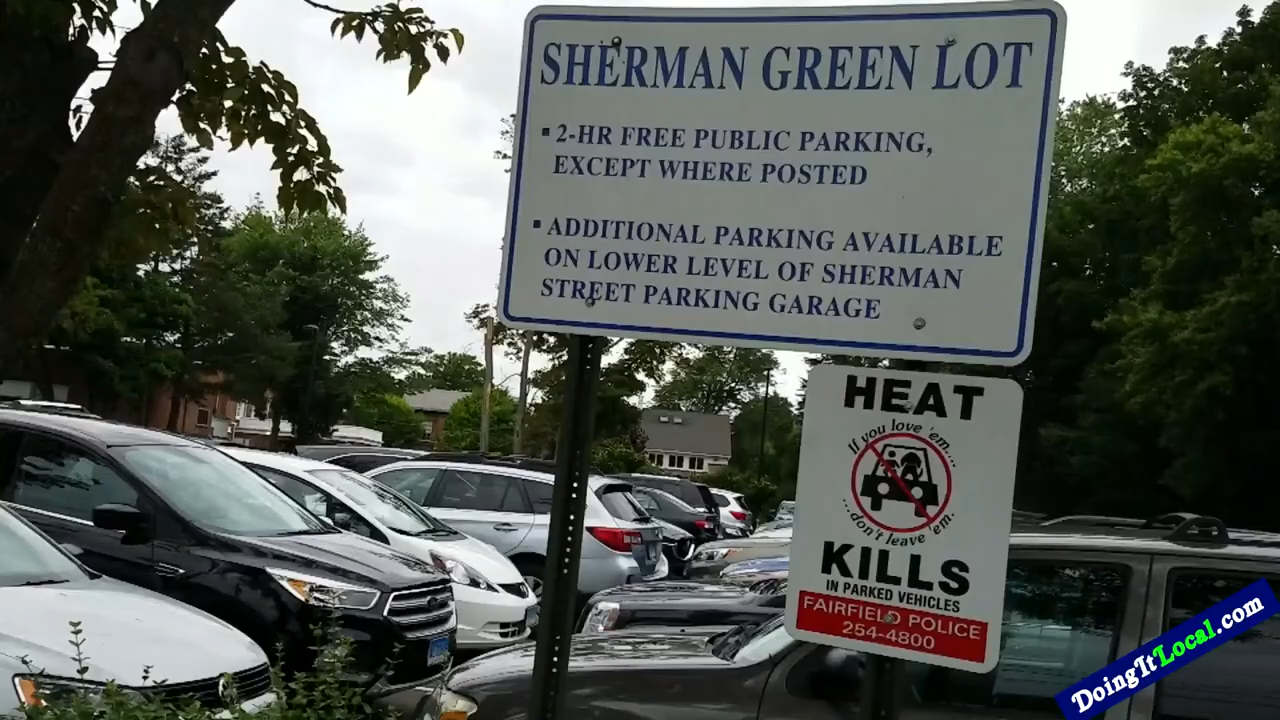 SHERMAN GREEN LOT
▪ 2-HR FREE PUBLIC PARKING,
EXCEPT WHERE POSTED
▪ ADDITIONAL PARKING AVAILABLE
ON LOWER LEVEL OF SHERMAN
STREET PARKING GARAGE
HEAT
If you love 'em...
...don't leave 'em.
KILLS
IN PARKED VEHICLES
FAIRFIELD POLICE
254-4800
DoingItLocal.com